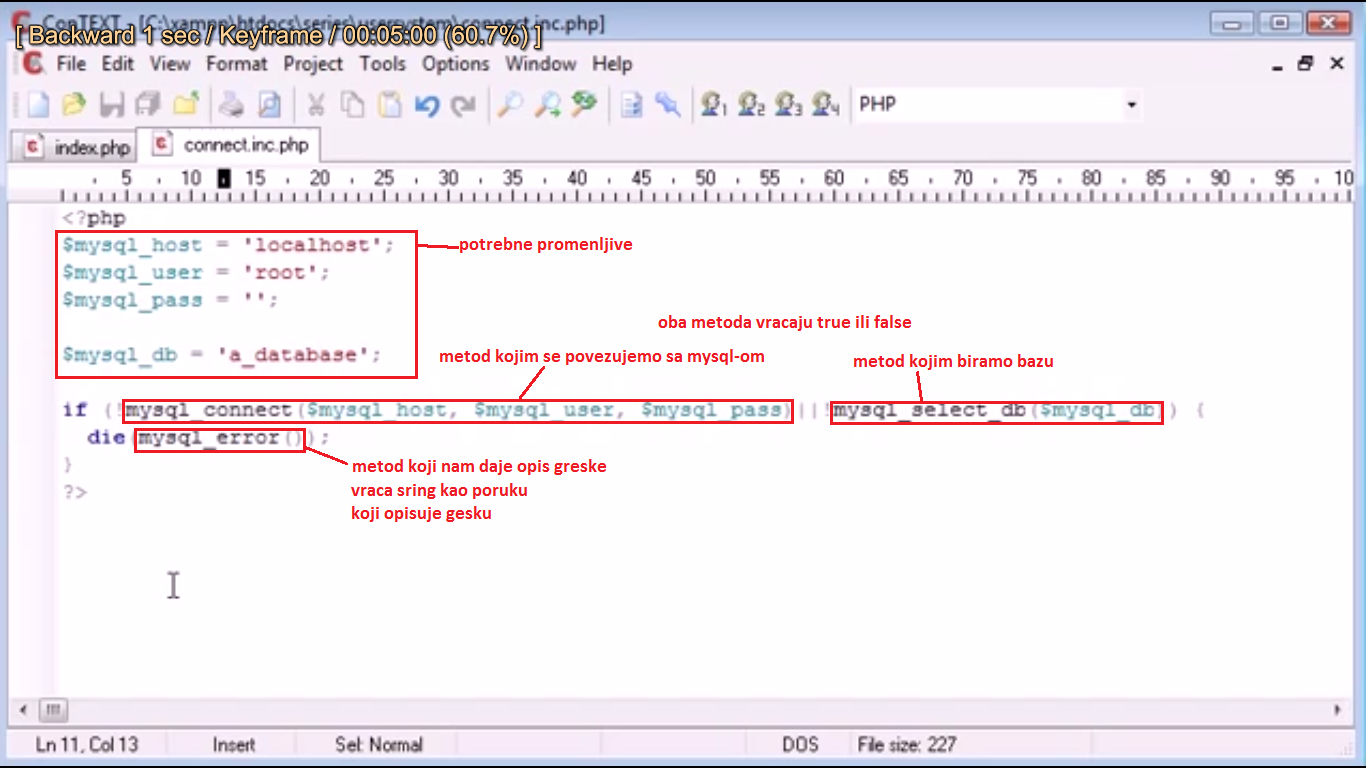 ConTEXT - [C:\xampp\htdocs\series\usersystem\connect.inc.php]
[ Backward 1 sec / Keyframe / 00:05:00 (60.7%) ]
File Edit View Format Project Tools Options Window Help
1 2 3 4 PHP
index.php connect.inc.php
5 10 15 20 25 30 35 40 45 50 55 60 65 70 75 80 85 90 95 10
<?php
$mysql_host = 'localhost'; potrebne promenljive
$mysql_user = 'root';
$mysql_pass = '';
oba metoda vracaju true ili false
$mysql_db = 'a_database'; metod kojim se povezujemo sa mysql-om metod kojim biramo bazu
if (!mysql_connect($mysql_host, $mysql_user, $mysql_pass)||!mysql_select_db($mysql_db)) {
die(mysql_error());
}
metod koji nam daje opis greske
?> vraca sring kao poruku
koji opisuje gesku
Ln 11, Col 13 Insert Sel: Normal DOS File size: 227